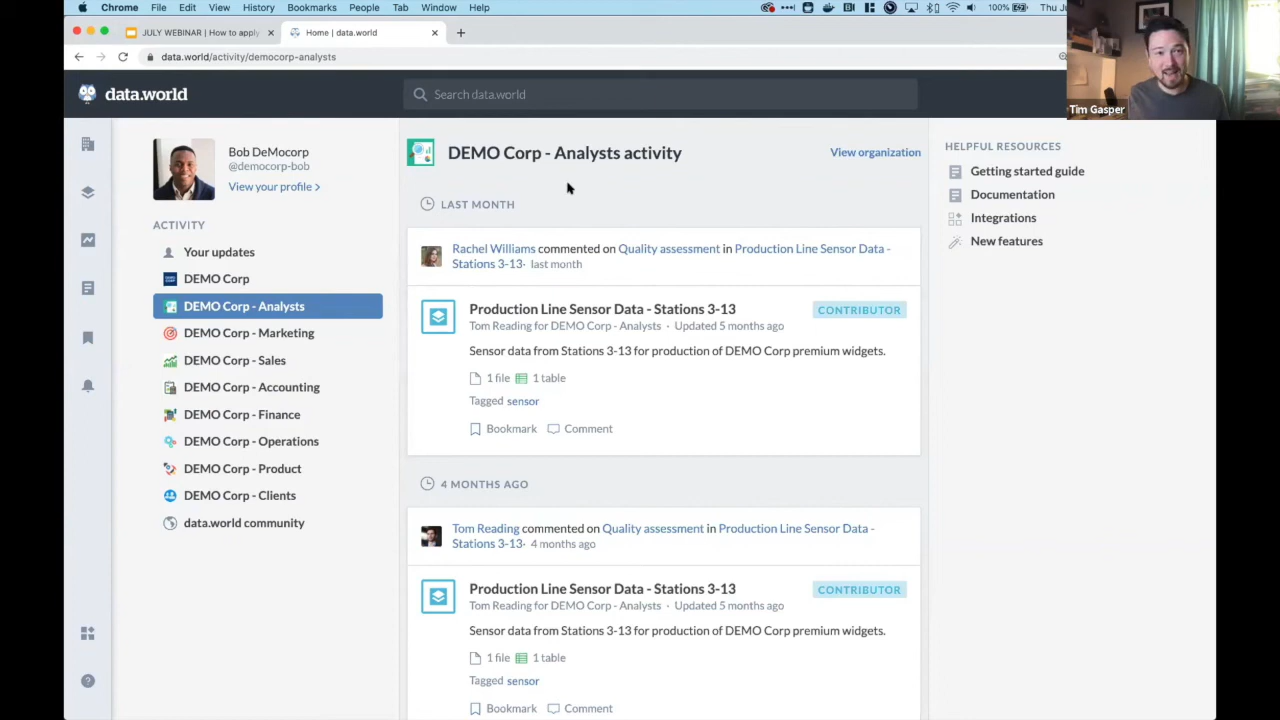 Chrome File Edit View History Bookmarks People Tab Window Help
100% Thu Ju
JULY WEBINAR | How to apply
Home | data.world
data.world/activity/democorp-analysts
data.world
Search data.world
Tim Gasper
Bob DeMocorp
@democorp-bob
View your profile >
ACTIVITY
Your updates
DEMO Corp
DEMO Corp - Analysts
DEMO Corp - Marketing
DEMO Corp - Sales
DEMO Corp - Accounting
DEMO Corp - Finance
DEMO Corp - Operations
DEMO Corp - Product
DEMO Corp - Clients
data.world community
DEMO Corp - Analysts activity
View organization
LAST MONTH
Rachel Williams commented on Quality assessment in Production Line Sensor Data -
Stations 3-13· last month
Production Line Sensor Data - Stations 3-13
CONTRIBUTOR
Tom Reading for DEMO Corp - Analysts · Updated 5 months ago
Sensor data from Stations 3-13 for production of DEMO Corp premium widgets.
1 file 1 table
Tagged sensor
Bookmark Comment
4 MONTHS AGO
Tom Reading commented on Quality assessment in Production Line Sensor Data -
Stations 3-13· 4 months ago
Production Line Sensor Data - Stations 3-13
CONTRIBUTOR
Tom Reading for DEMO Corp - Analysts · Updated 5 months ago
Sensor data from Stations 3-13 for production of DEMO Corp premium widgets.
1 file 1 table
Tagged sensor
Bookmark Comment
HELPFUL RESOURCES
Getting started guide
Documentation
Integrations
New features